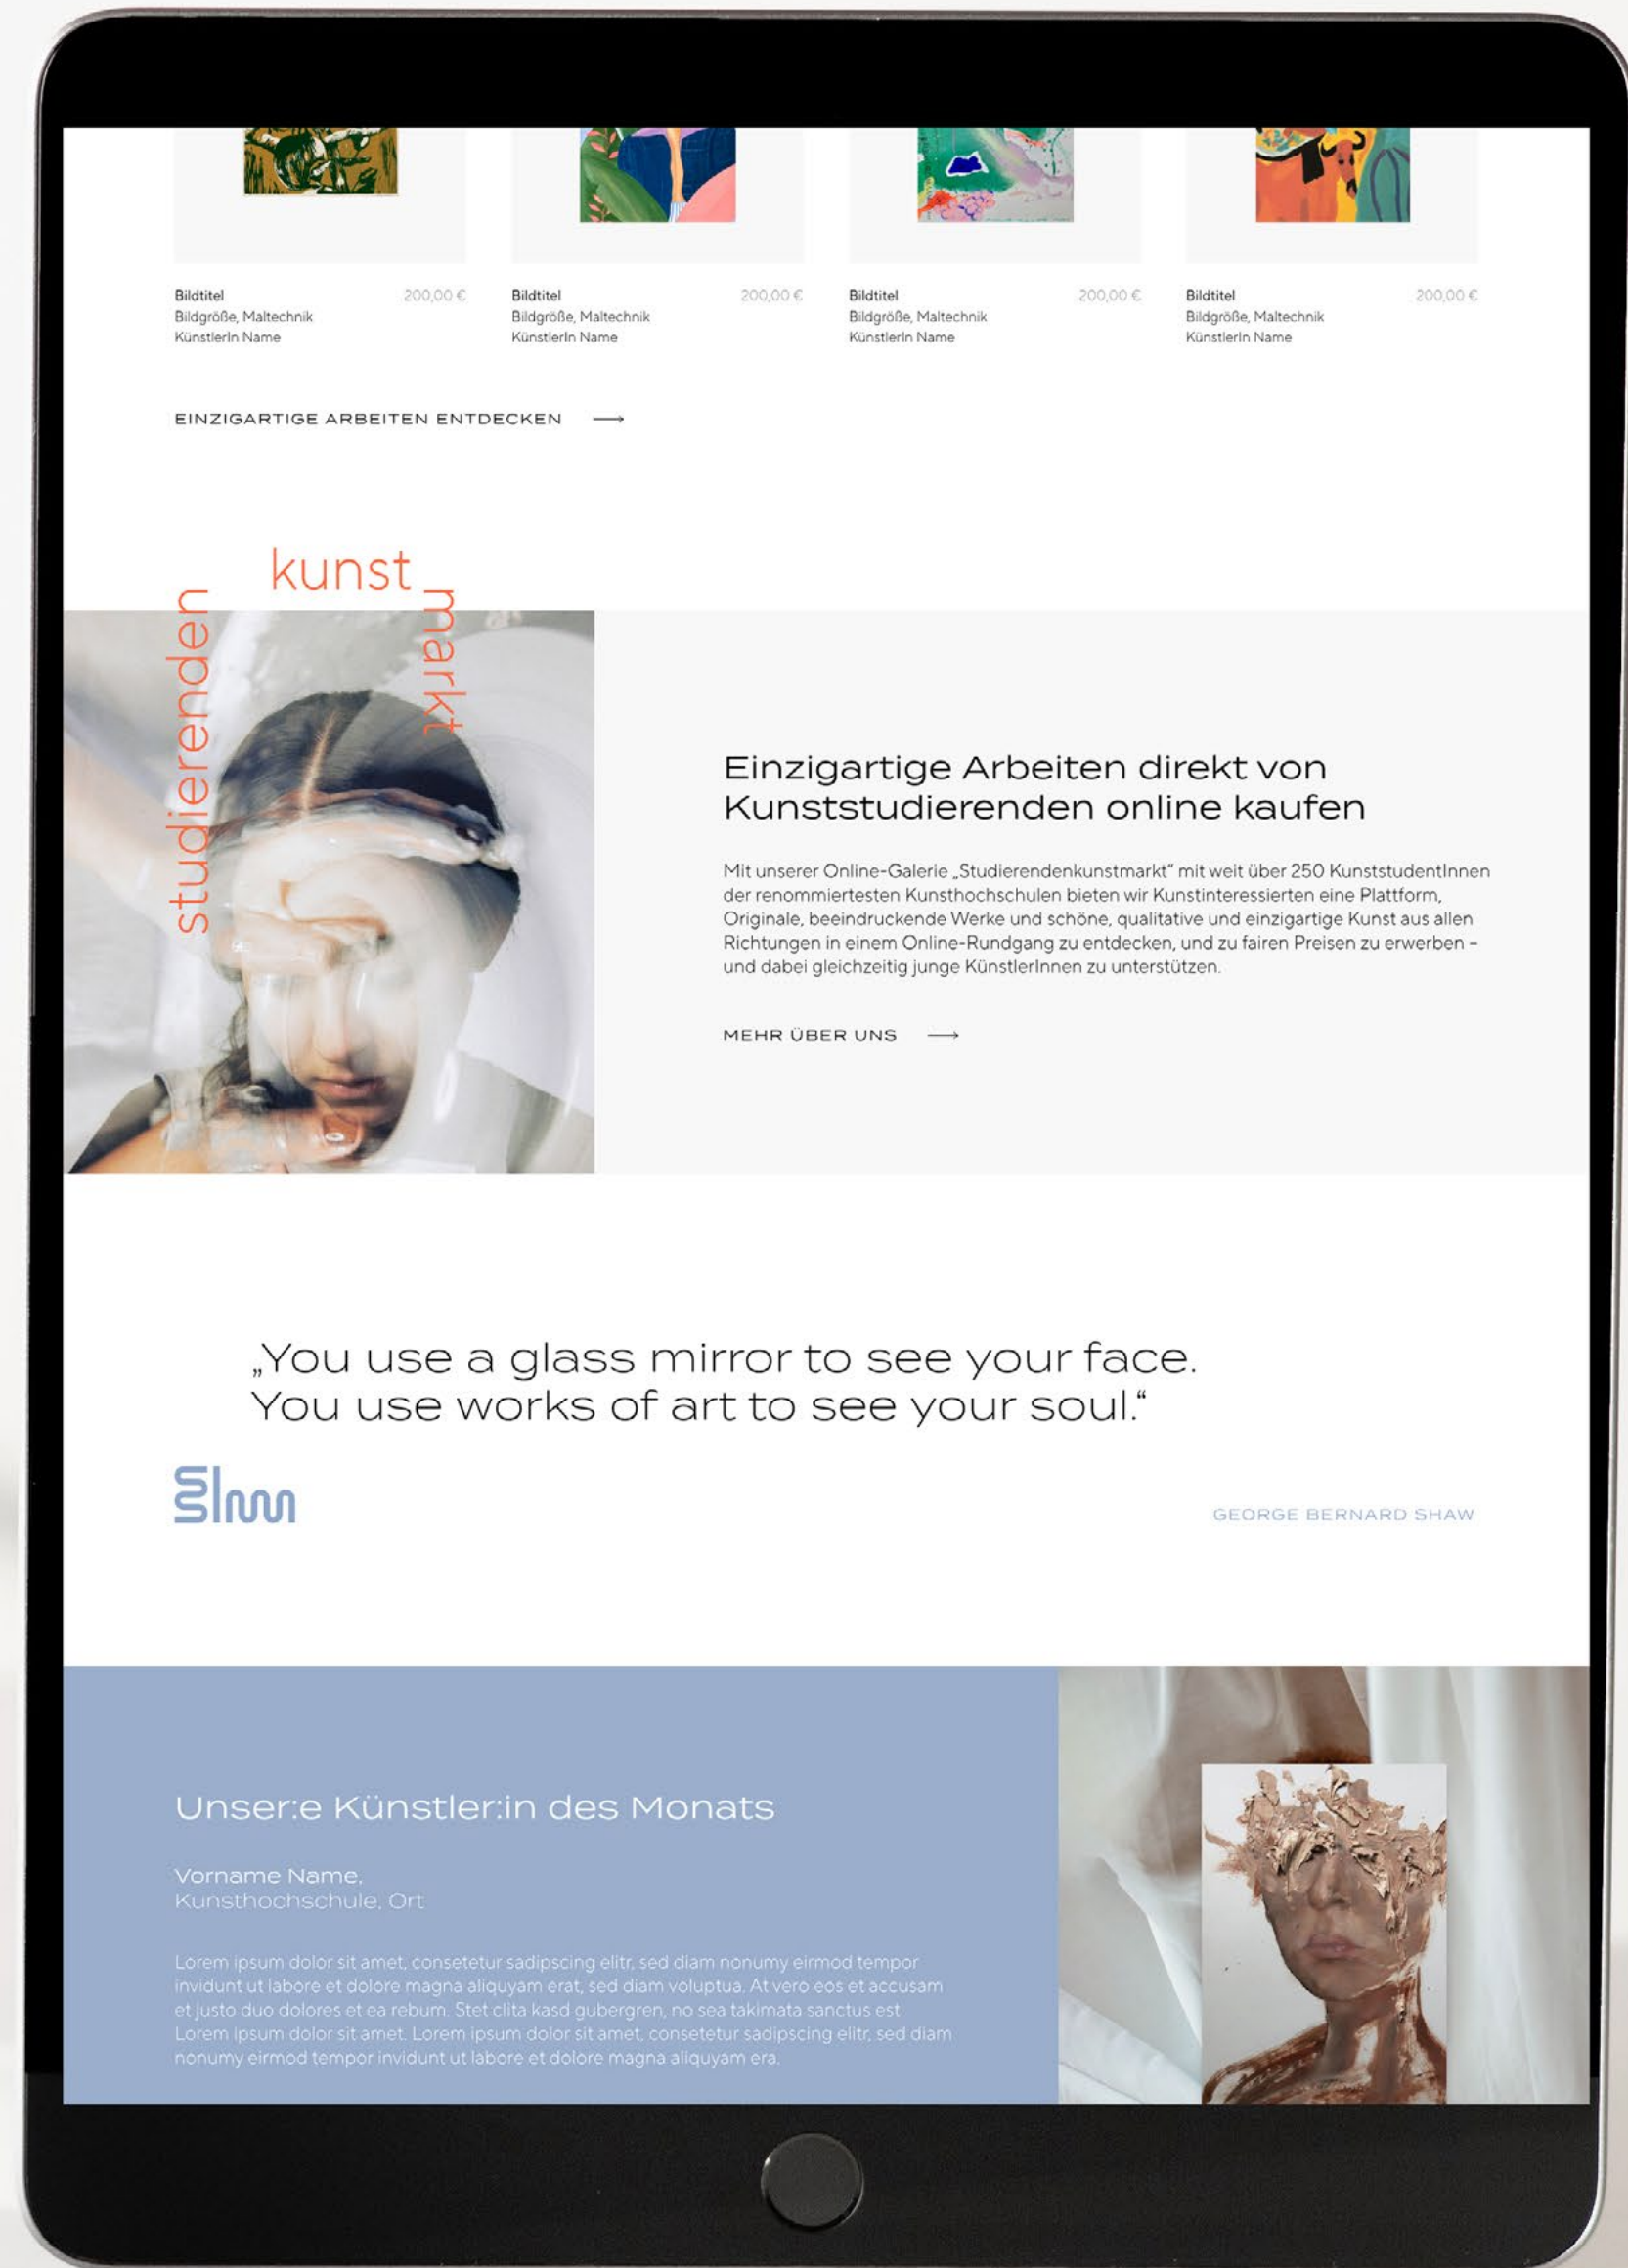 Bildtitel 200,00 €
Bildgröße, Maltechnik
KünstlerIn Name
Bildtitel 200,00 €
Bildgröße, Maltechnik
KünstlerIn Name
Bildtitel 200,00 €
Bildgröße, Maltechnik
KünstlerIn Name
Bildtitel 200,00 €
Bildgröße, Maltechnik
KünstlerIn Name
EINZIGARTIGE ARBEITEN ENTDECKEN
studierenden
kunst
markt
Einzigartige Arbeiten direkt von
Kunststudierenden online kaufen
Mit unserer Online-Galerie „Studierendenkunstmarkt“ mit weit über 250 KunststudentInnen
der renommiertesten Kunsthochschulen bieten wir Kunstinteressierten eine Plattform,
Originale, beeindruckende Werke und schöne, qualitative und einzigartige Kunst aus allen
Richtungen in einem Online-Rundgang zu entdecken, und zu fairen Preisen zu erwerben –
und dabei gleichzeitig junge KünstlerInnen zu unterstützen.
MEHR ÜBER UNS
„You use a glass mirror to see your face.
You use works of art to see your soul.“
GEORGE BERNARD SHAW
Unser:e Künstler:in des Monats
Vorname Name,
Kunsthochschule, Ort
Lorem ipsum dolor sit amet, consetetur sadipscing elitr, sed diam nonumy eirmod tempor
invidunt ut labore et dolore magna aliquyam erat, sed diam voluptua. At vero eos et accusam
et justo duo dolores et ea rebum. Stet clita kasd gubergren, no sea takimata sanctus est
Lorem ipsum dolor sit amet. Lorem ipsum dolor sit amet, consetetur sadipscing elitr, sed diam
nonumy eirmod tempor invidunt ut labore et dolore magna aliquyam era.